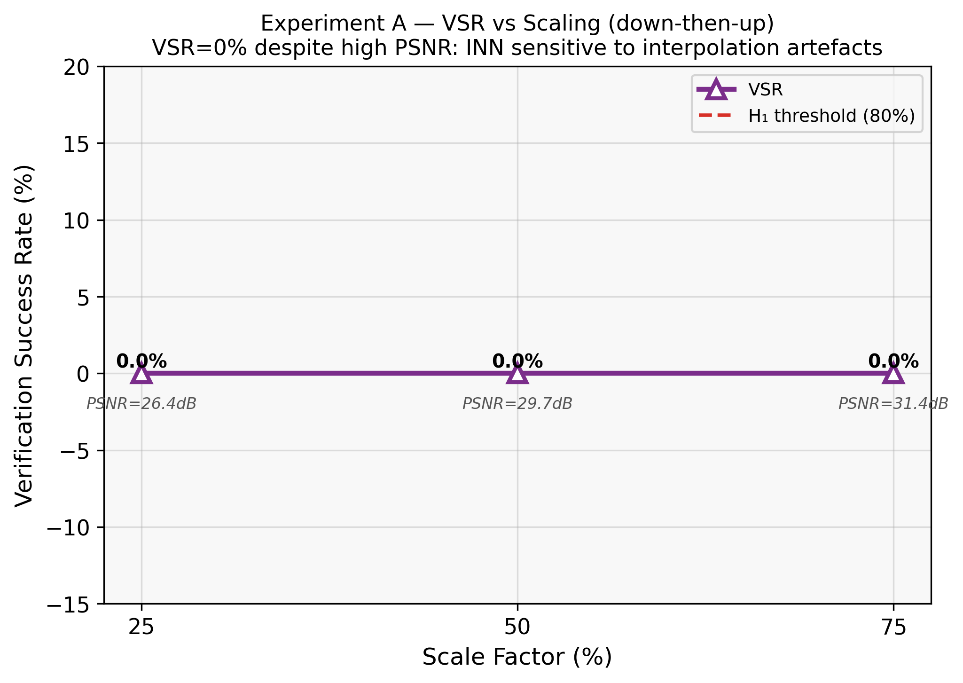 Experiment A — VSR vs Scaling (down-then-up)
VSR=0% despite high PSNR: INN sensitive to interpolation artefacts
VSR
H₁ threshold (80%)
Verification Success Rate (%)
20
15
10
5
0
−5
−10
−15
0.0%
0.0%
0.0%
PSNR=26.4dB
PSNR=29.7dB
PSNR=31.4dB
25
50
75
Scale Factor (%)